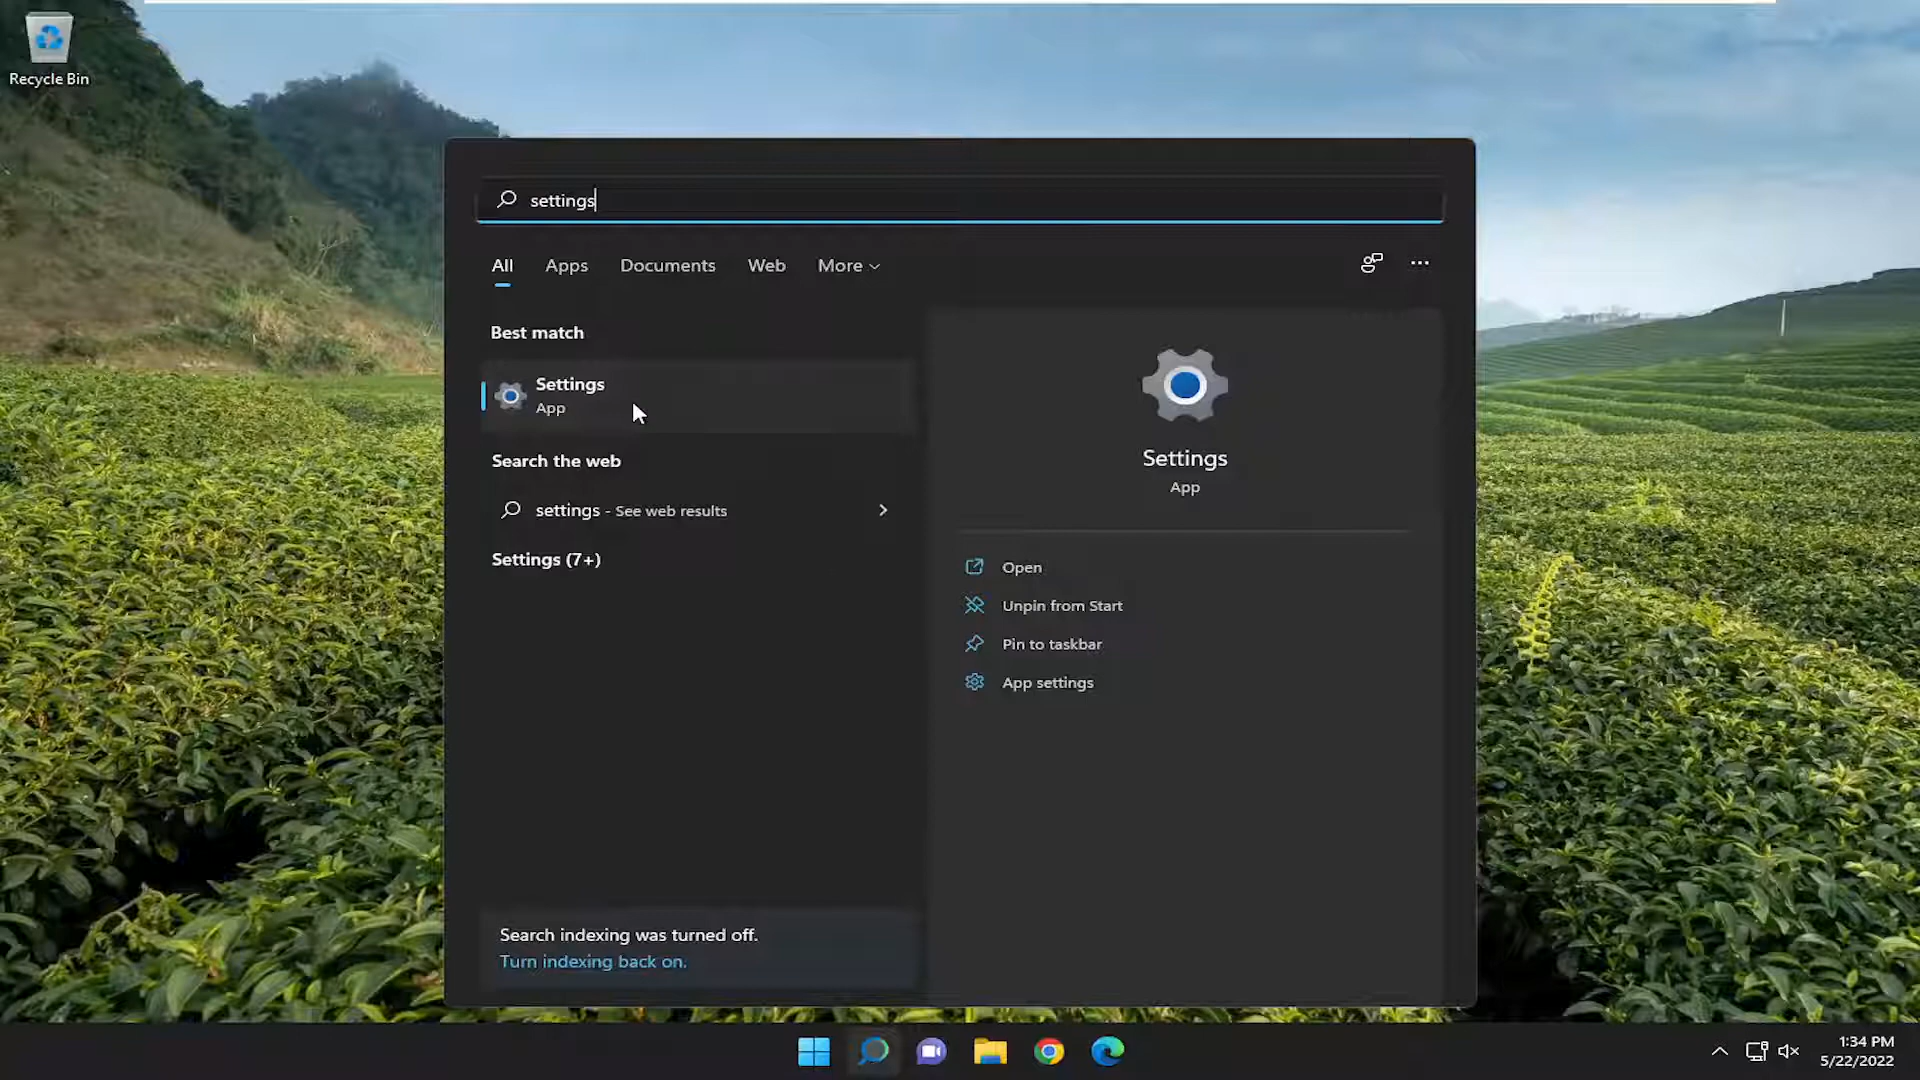 Recycle Bin
settings
All Apps Documents Web More
Best match
Settings
App
Search the web
settings - See web results
Settings (7+)
Search indexing was turned off.
Turn indexing back on.
Settings
App
Open
Unpin from Start
Pin to taskbar
App settings
1:34 PM
5/22/2022